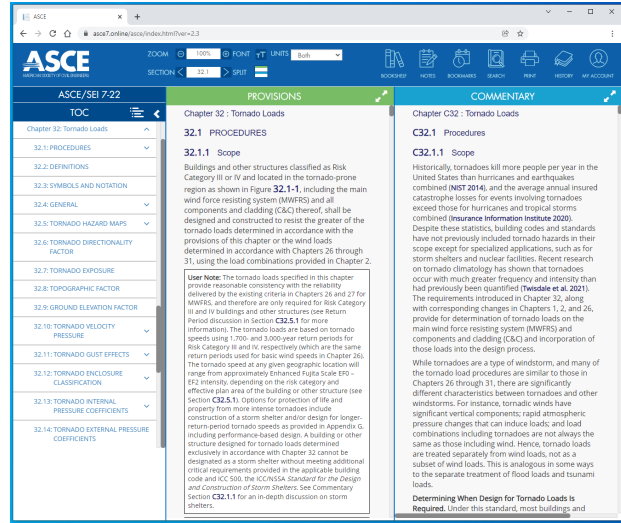 ASCE
asce7.online/asce/index.html?ver=2.3
ASCE
AMERICAN SOCIETY OF CIVIL ENGINEERS
ZOOM 100% FONT TT UNITS Both
SECTION 32.1 SPLIT
BOOKSHELF NOTES BOOKMARKS SEARCH PRINT HISTORY MY ACCOUNT
ASCE/SEI 7-22
TOC
Chapter 32: Tornado Loads
32.1: PROCEDURES
32.2: DEFINITIONS
32.3: SYMBOLS AND NOTATION
32.4: GENERAL
32.5: TORNADO HAZARD MAPS
32.6: TORNADO DIRECTIONALITY
FACTOR
32.7: TORNADO EXPOSURE
32.8: TOPOGRAPHIC FACTOR
32.9: GROUND ELEVATION FACTOR
32.10: TORNADO VELOCITY
PRESSURE
32.11: TORNADO GUST EFFECTS
32.12: TORNADO ENCLOSURE
CLASSIFICATION
32.13: TORNADO INTERNAL
PRESSURE COEFFICIENTS
32.14: TORNADO EXTERNAL PRESSURE
COEFFICIENTS
PROVISIONS
Chapter 32 : Tornado Loads
32.1 PROCEDURES
32.1.1 Scope
Buildings and other structures classified as Risk
Category III or IV and located in the tornado-prone
region as shown in Figure 32.1-1, including the main
wind force resisting system (MWFRS) and all
components and cladding (C&C) thereof, shall be
designed and constructed to resist the greater of the
tornado loads determined in accordance with the
provisions of this chapter or the wind loads
determined in accordance with Chapters 26 through
31, using the load combinations provided in Chapter 2.
User Note: The tornado loads specified in this chapter
provide reasonable consistency with the reliability
delivered by the existing criteria in Chapters 26 and 27 for
MWFRS, and therefore are only required for Risk Category
III and IV buildings and other structures (see Return
Period discussion in Section C32.5.1 for more
information). The tornado loads are based on tornado
speeds using 1,700- and 3,000-year return periods for
Risk Category III and IV, respectively (which are the same
return periods used for basic wind speeds in Chapter 26).
The tornado speed at any given geographic location will
range from approximately Enhanced Fujita Scale EF0 –
EF2 intensity, depending on the risk category and
effective plan area of the building or other structure (see
Section C32.5.1). Options for protection of life and
property from more intense tornadoes include
construction of a storm shelter and/or design for longer-
return-period tornado speeds as provided in Appendix G,
including performance-based design. A building or other
structure designed for tornado loads determined
exclusively in accordance with Chapter 32 cannot be
designated as a storm shelter without meeting additional
critical requirements provided in the applicable building
code and ICC 500, the ICC/NSSA Standard for the Design
and Construction of Storm Shelters. See Commentary
Section C32.1.1 for an in-depth discussion on storm
shelters.
COMMENTARY
Chapter C32 : Tornado Loads
C32.1 Procedures
C32.1.1 Scope
Historically, tornadoes kill more people per year in the
United States than hurricanes and earthquakes
combined (NIST 2014), and the average annual insured
catastrophe losses for events involving tornadoes
exceed those for hurricanes and tropical storms
combined (Insurance Information Institute 2020).
Despite these statistics, building codes and standards
have not previously included tornado hazards in their
scope except for specialized applications, such as for
storm shelters and nuclear facilities. Recent research
on tornado climatology has shown that tornadoes
occur with much greater frequency and intensity than
had previously been quantified (Twisdale et al. 2021).
The requirements introduced in Chapter 32, along
with corresponding changes in Chapters 1, 2, and 26,
provide for determination of tornado loads on the
main wind force resisting system (MWFRS) and
components and cladding (C&C) and incorporation of
those loads into the design process.
While tornadoes are a type of windstorm, and many of
the tornado load procedures are similar to those in
Chapters 26 through 31, there are significantly
different characteristics between tornadoes and other
windstorms. For instance, tornadic winds have
significant vertical components; rapid atmospheric
pressure changes that can induce loads; and load
combinations including tornadoes are not always the
same as those including wind. Hence, tornado loads
are treated separately from wind loads, not as a
subset of wind loads. This is analogous in some ways
to the separate treatment of flood loads and tsunami
loads.
Determining When Design for Tornado Loads Is
Required. Under this standard, most buildings and